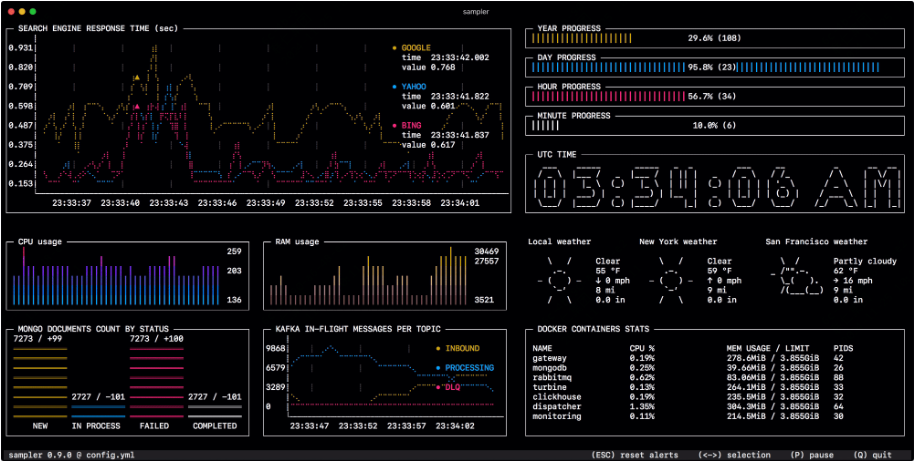 sampler
SEARCH ENGINE RESPONSE TIME (sec)
0.931
0.820
0.709
0.598
0.487
0.375
0.264
0.153
GOOGLE
time 23:33:42.002
value 0.768
YAHOO
time 23:33:41.822
value 0.601
BING
time 23:33:41.837
value 0.617
23:33:37 23:33:40 23:33:43 23:33:46 23:33:49 23:33:52 23:33:55 23:33:58 23:34:01
YEAR PROGRESS
29.6% (108)
DAY PROGRESS
95.8% (23)
HOUR PROGRESS
56.7% (34)
MINUTE PROGRESS
10.0% (6)
UTC TIME
03:34:06 AM
CPU usage
259
203
136
RAM usage
30469
27557
3521
Local weather
Clear
55 °F
↓ 0 mph
8 mi
0.0 in
New York weather
Clear
59 °F
↑ 0 mph
9 mi
0.0 in
San Francisco weather
Partly cloudy
62 °F
→ 16 mph
9 mi
0.0 in
MONGO DOCUMENTS COUNT BY STATUS
7273 / +99
2727 / -101
7273 / +100
2727 / -101
NEW IN PROCESS FAILED COMPLETED
KAFKA IN-FLIGHT MESSAGES PER TOPIC
9868
6579
3289
0
INBOUND
PROCESSING
DLQ
23:33:47 23:33:52 23:33:57 23:34:02
DOCKER CONTAINERS STATS
NAME CPU % MEM USAGE / LIMIT PIDS
gateway 0.19% 278.6MiB / 3.855GiB 42
mongodb 0.25% 39.66MiB / 3.855GiB 26
rabbitmq 0.62% 83.06MiB / 3.855GiB 88
turbine 0.13% 264.1MiB / 3.855GiB 33
clickhouse 0.19% 235.5MiB / 3.855GiB 32
dispatcher 1.35% 304.3MiB / 3.855GiB 64
monitoring 0.11% 214.5MiB / 3.855GiB 30
sampler 0.9.0 @ config.yml
(ESC) reset alerts (<->) selection (P) pause (Q) quit